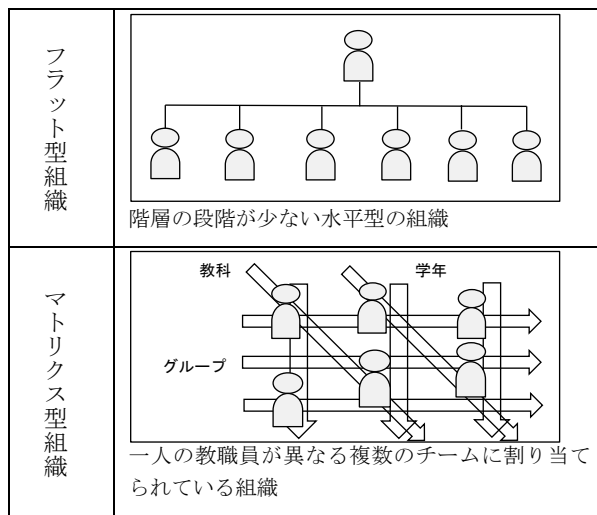 フラット型組織
階層の段階が少ない水平型の組織
マトリクス型組織
教科
学年
グループ
一人の教職員が異なる複数のチームに割り当て
られている組織